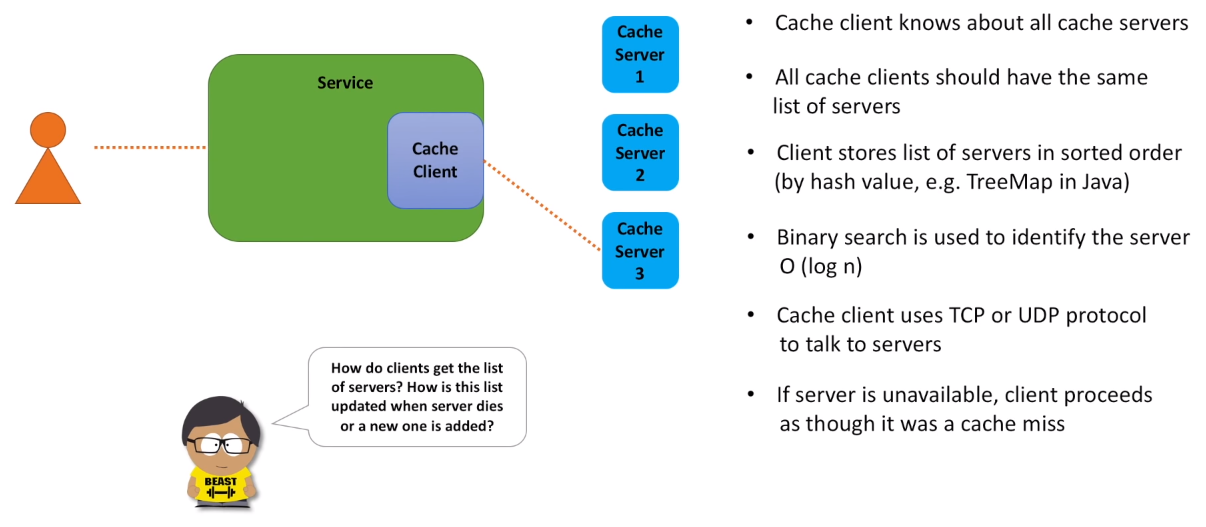 Service
Cache
Client
Cache
Server
1
Cache
Server
2
Cache
Server
3
• Cache client knows about all cache servers
• All cache clients should have the same
list of servers
• Client stores list of servers in sorted order
(by hash value, e.g. TreeMap in Java)
• Binary search is used to identify the server
O (log n)
• Cache client uses TCP or UDP protocol
to talk to servers
• If server is unavailable, client proceeds
as though it was a cache miss
How do clients get the list
of servers? How is this list
updated when server dies
or a new one is added?
BEAST